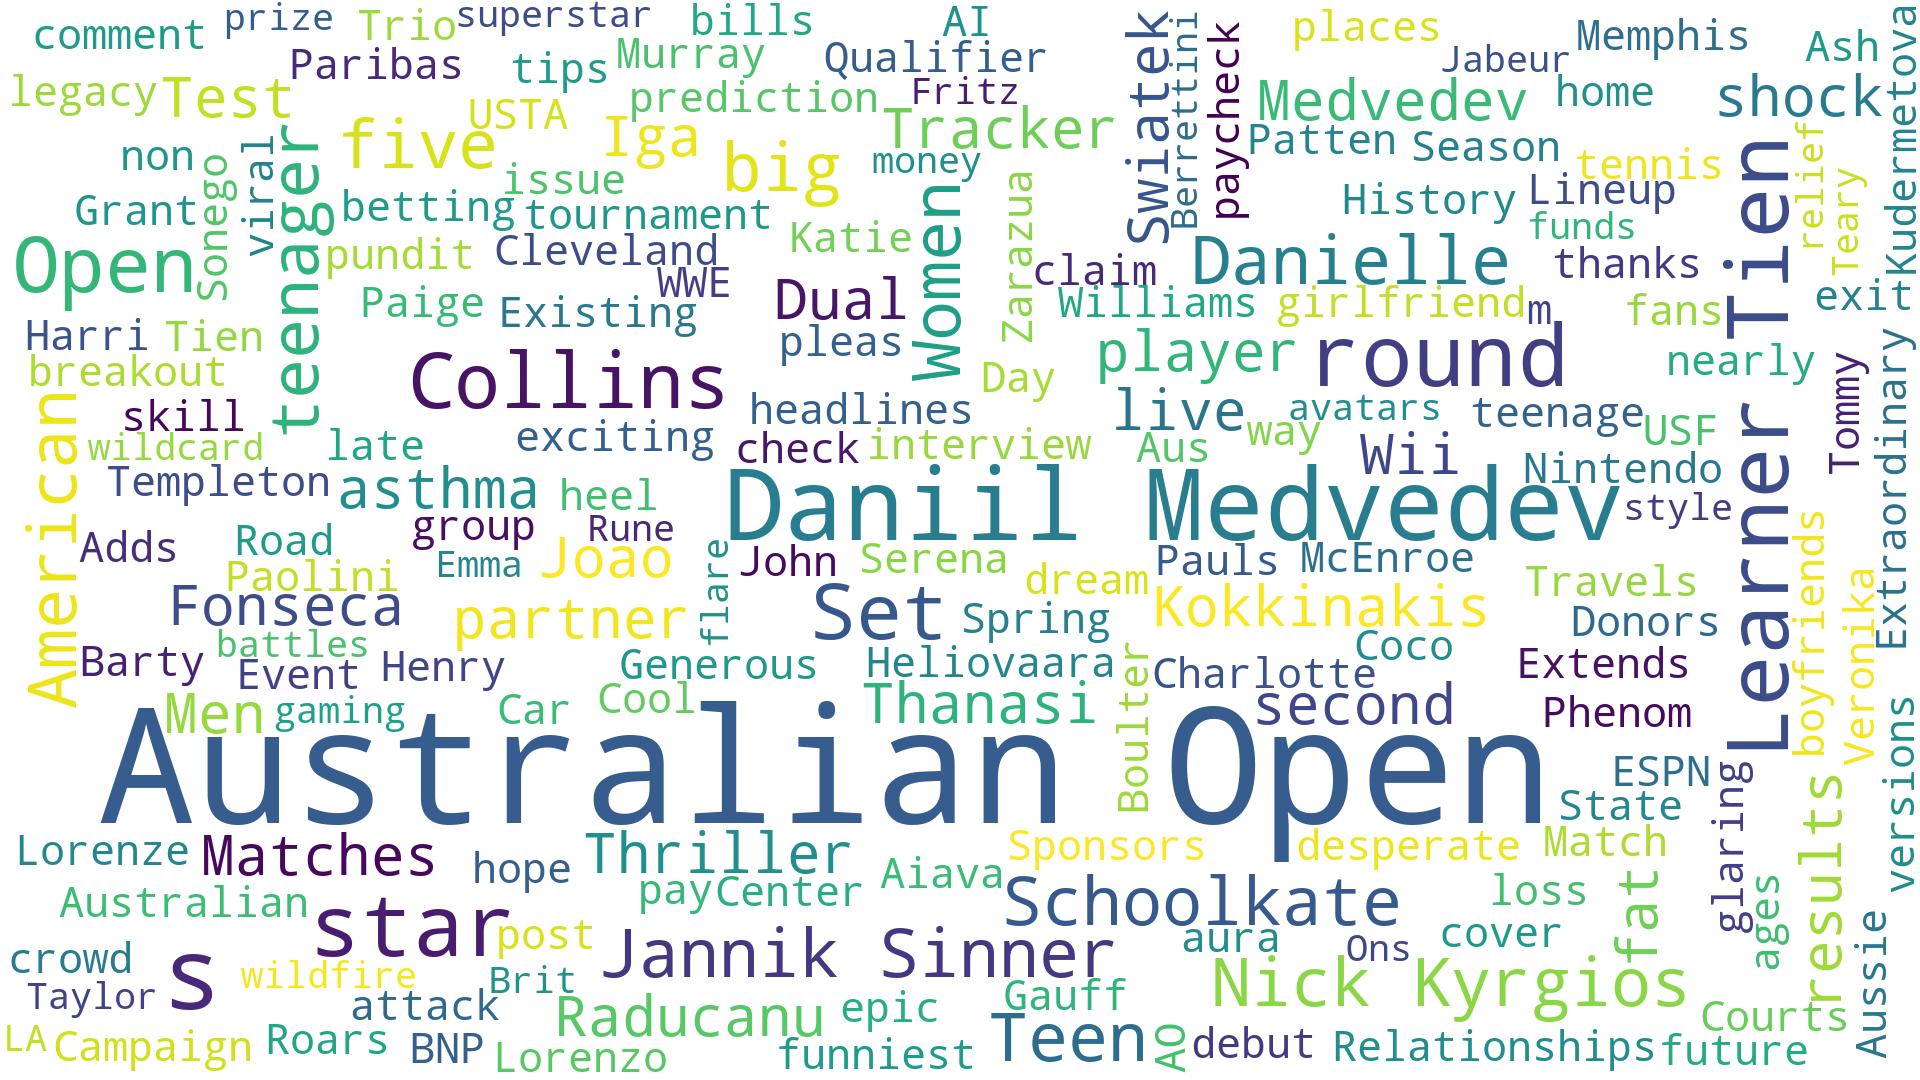 comment
prize
Trio
superstar
bills
AI
Swiatek
Berrettini
paycheck
places
Jabeur
Memphis
Ash
Kudermetova
Paribas
tips
Murray
Qualifier
legacy
Test
USTA
prediction
Fritz
Medvedev
home
shock
non
viral
teenager
five
Iga
big
Tracker
money
Patten
Season
tennis
relief
Teary
Grant
Sonego
betting
issue
tournament
Women
Zarazua
History
Lineup
funds
Learner Tien
Open
pundit
Cleveland
WWE
Katie
claim
Danielle
thanks
exit
Harri
Tien
Paige
Existing
Dual
pleas
Williams
girlfriend
m
fans
breakout
Collins
Day
player
round
nearly
Tommy
Extraordinary
American
skill
wildcard
late
exciting
headlines
check
interview
live
Aus
way
avatars
teenage
USF
Templeton
asthma
heel
Daniil Medvedev
Wii
Nintendo
style
Adds
Road
group
Rune
flare
John
Serena
Pauls
McEnroe
boyfriends
Veronika
Paolini
Emma
Joao
dream
Travels
Fonseca
partner
Set
Spring
Kokkinakis
Donors
Barty
battles
Event
Henry
Generous
Heliovaara
Boulter
Charlotte
Coco
Extends
Men
gaming
Car
Cool
Thanasi
second
Phenom
versions
Australian Open
ESPN
State
glaring
results
Lorenze
Matches
hope
Thriller
Sponsors
desperate
Match
Australian
star
pay
Center
Aiava
Schoolkate
loss
fat
ages
Aussie
crowd
s
post
Jannik Sinner
aura
Ons
cover
Taylor
wildfire
Brit
attack
Raducanu
epic
Gauff
Nick Kyrgios
LA
Campaign
Roars
BNP
Lorenzo
funniest
Teen
AO
debut
Relationships
future
Courts